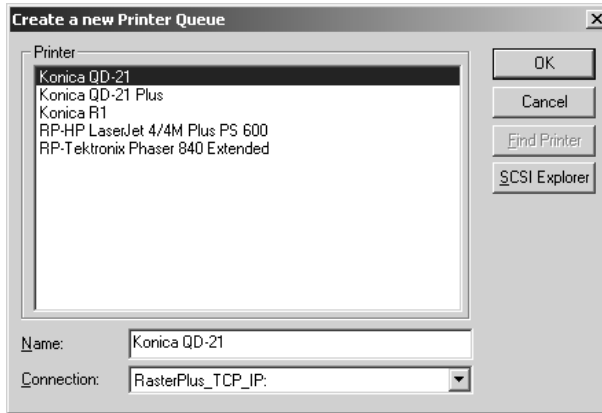 Create a new Printer Queue
Printer
Konica QD-21
Konica QD-21 Plus
Konica R1
RP-HP LaserJet 4/4M Plus PS 600
RP-Tektronix Phaser 840 Extended
OK
Cancel
Find Printer
SCSI Explorer
Name:
Konica QD-21
Connection:
RasterPlus_TCP_IP: